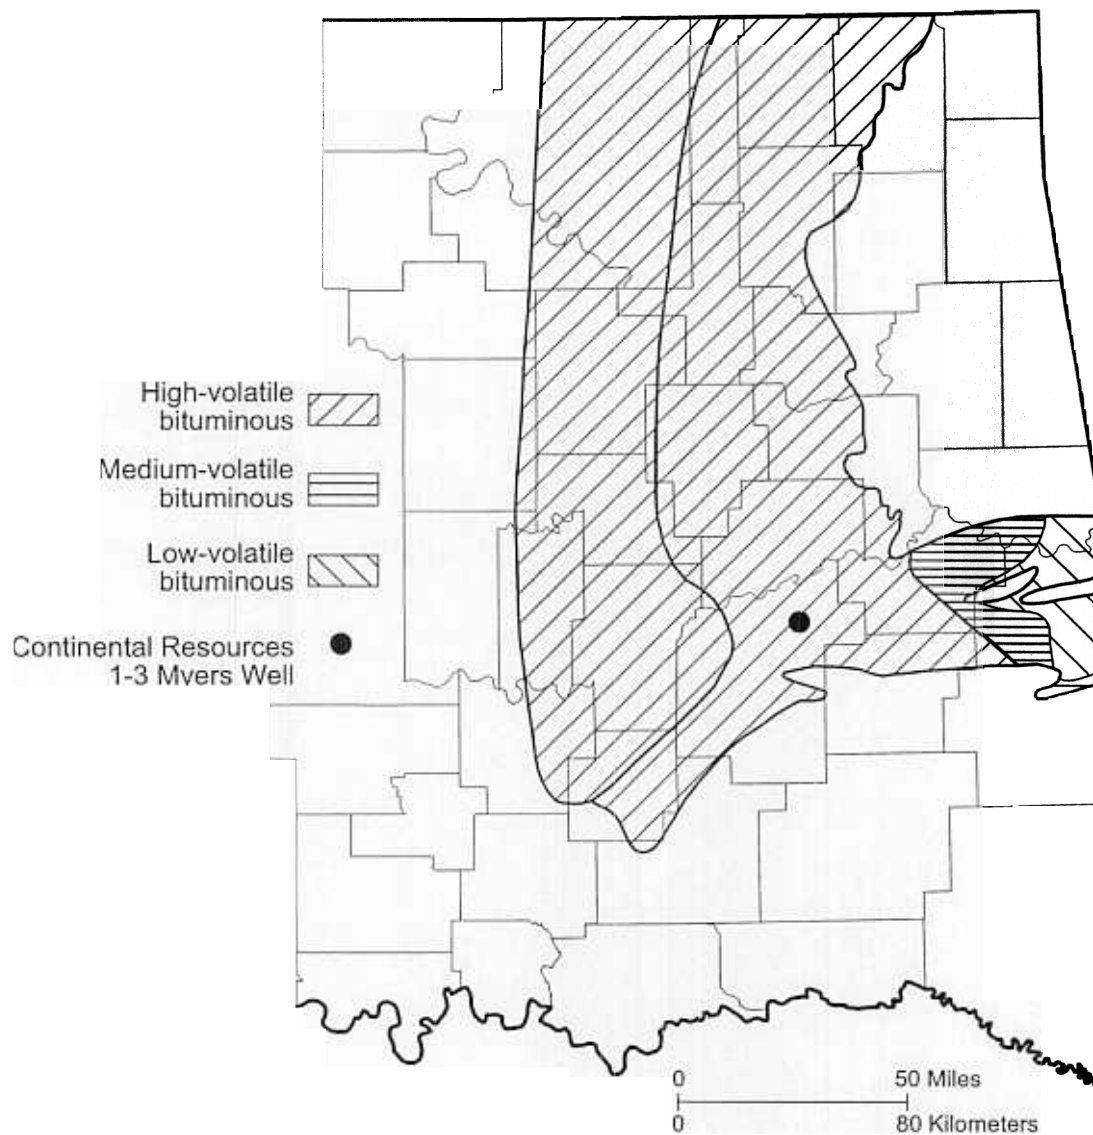 High-volatile
bituminous
Medium-volatile
bituminous
Low-volatile
bituminous
Continental Resources
1-3 Mvers Well
0
50 Miles
0
80 Kilometers